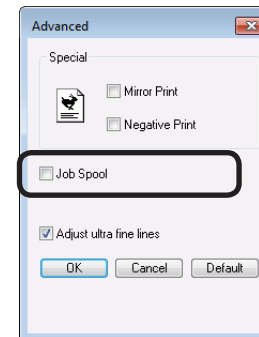 Advanced
Special
Mirror Print
Negative Print
Job Spool
Adjust ultra fine lines
OK Cancel Default